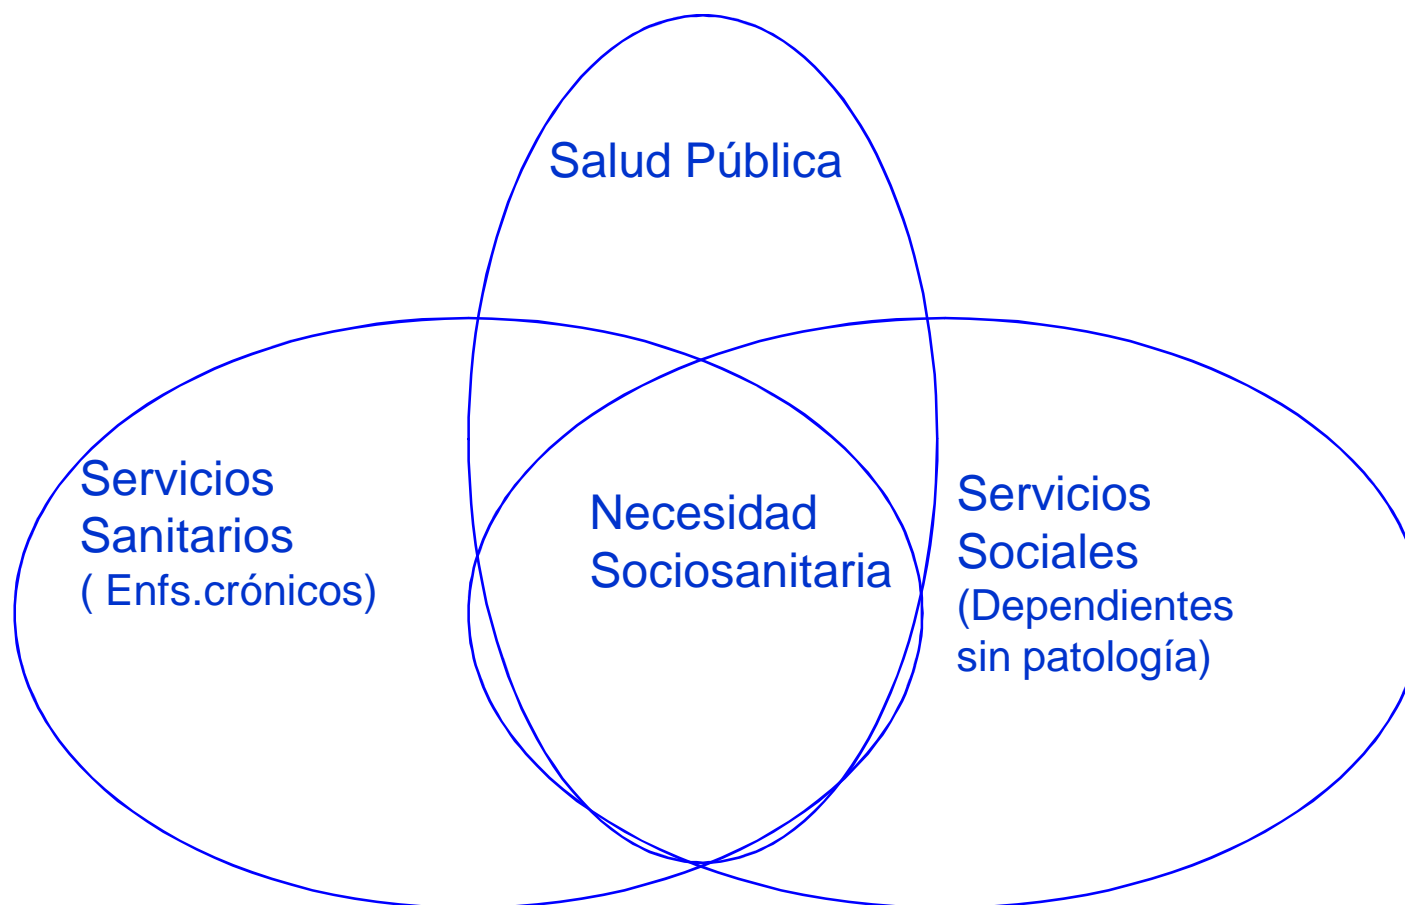 Salud Pública
Servicios
Sanitarios
( Enfs.crónicos)
Necesidad
Sociosanitaria
Servicios
Sociales
(Dependientes
sin patología)